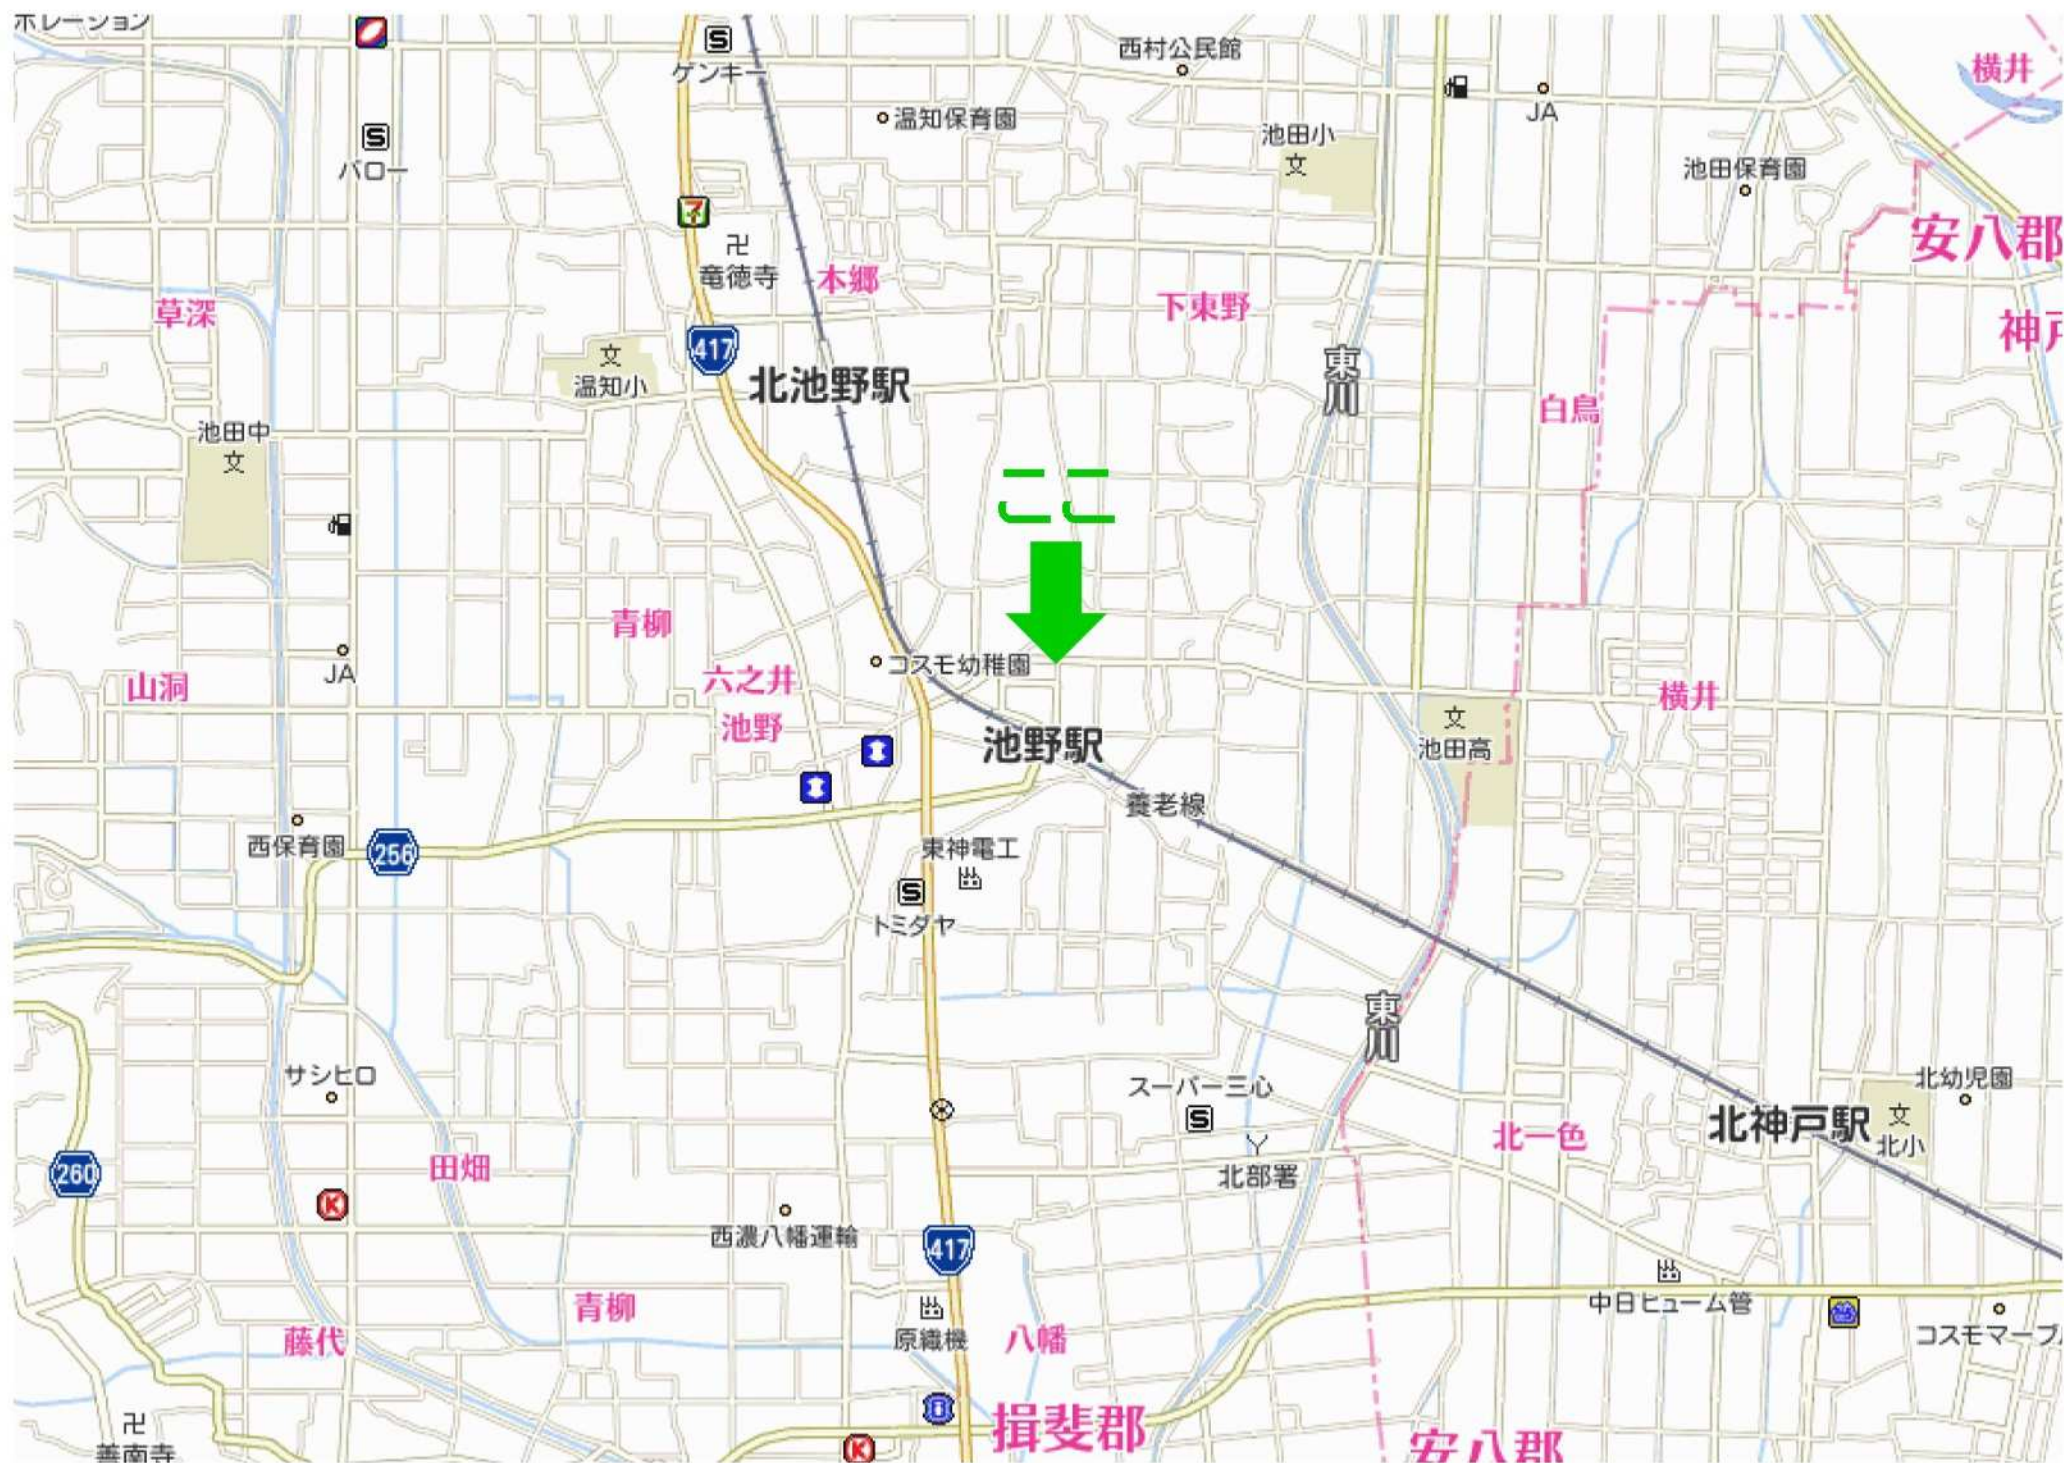 ポレーション
ゲンキー
西村公民館
横井
温知保育園
JA
池田小
文
バロー
池田保育園
安八郡
竜徳寺
本郷
草深
下東野
神戸
417
文
温知小
北池野駅
東川
白鳥
池田中
文
ここ
青柳
コスモ幼稚園
JA
山洞
六之井
横井
池野
文
池野駅
池田高
養老線
西保育園
256
東神電工
トミダヤ
東川
サンヒロ
スーパー三心
北幼児園
文
北神戸駅
北一色
北小
田畑
260
北部署
西濃八幡運輸
417
中日ヒューム管
青柳
原織機
八幡
藤代
コスモマーブ
揖斐郡
安八郡
善南寺